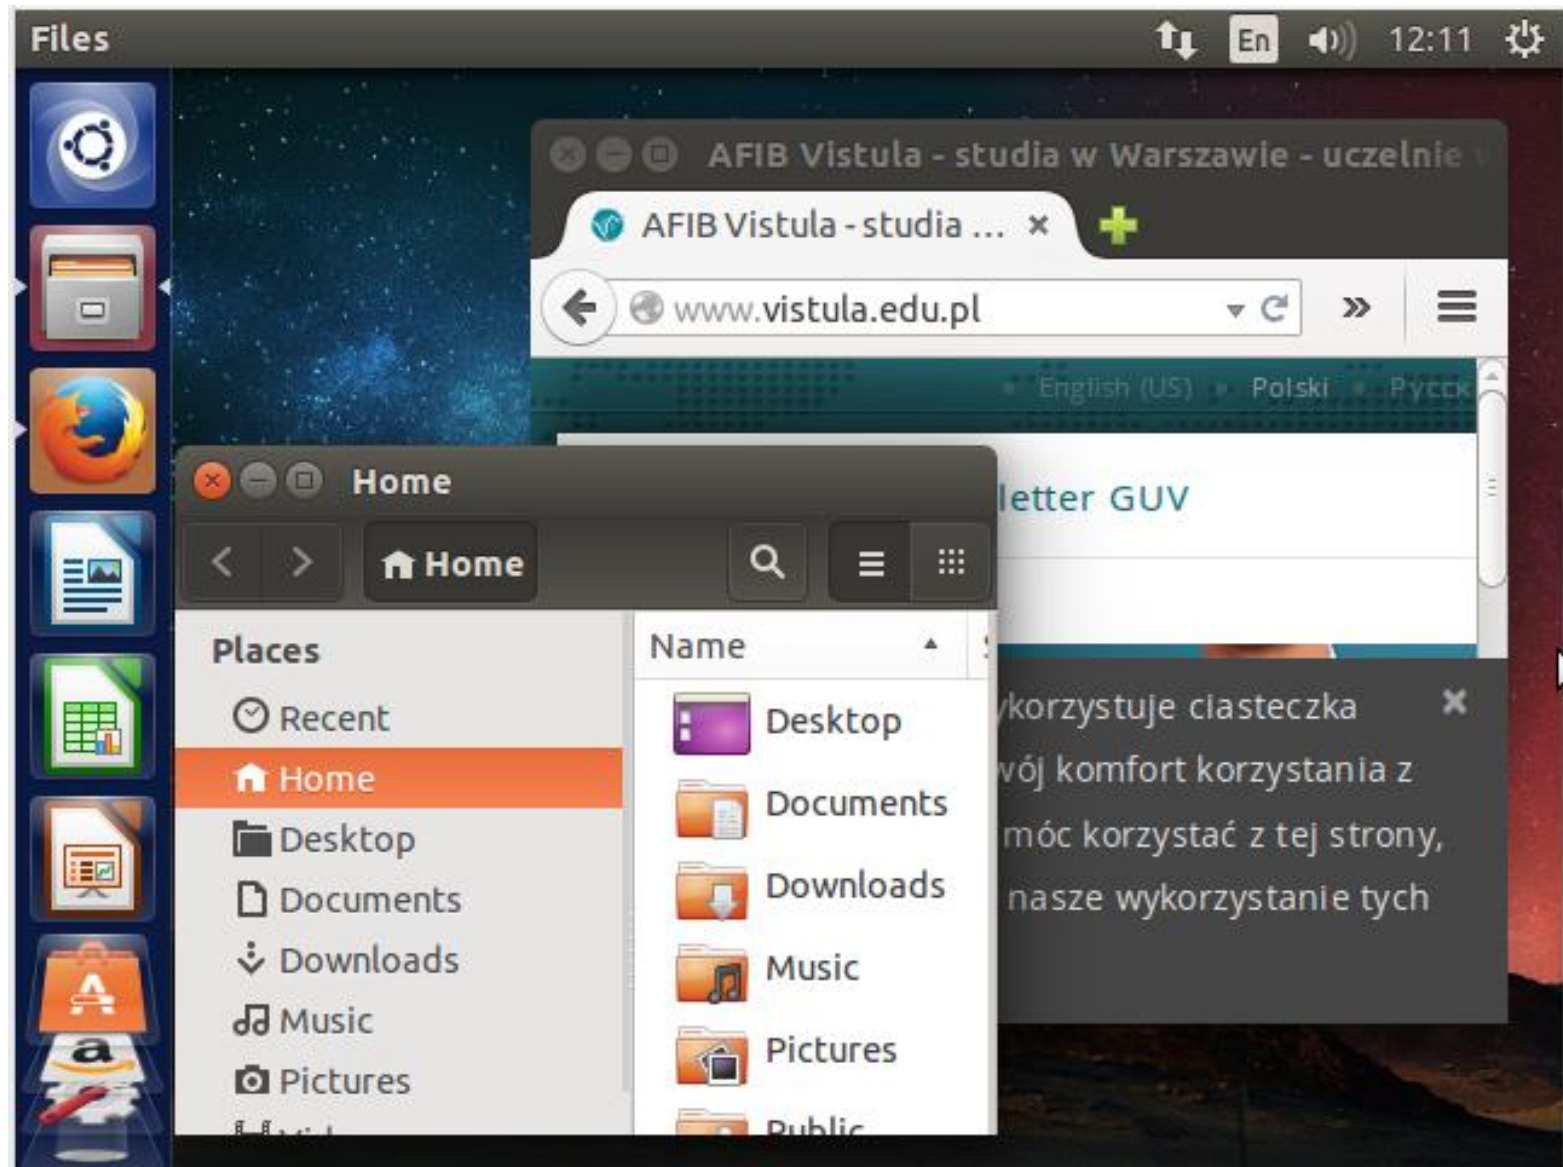 Files
En
12:11
AFIB Vistula - studia w Warszawie - uczelnie
AFIB Vistula - studia ...
www.vistula.edu.pl
English (US) • Polski •
letter GUV
ykorzystuje ciasteczka
wój komfort korzystania z
móc korzystać z tej strony,
nasze wykorzystanie tych
Home
Home
Places
Recent
Home
Desktop
Documents
Downloads
Music
Pictures
Name
Desktop
Documents
Downloads
Music
Pictures
Public